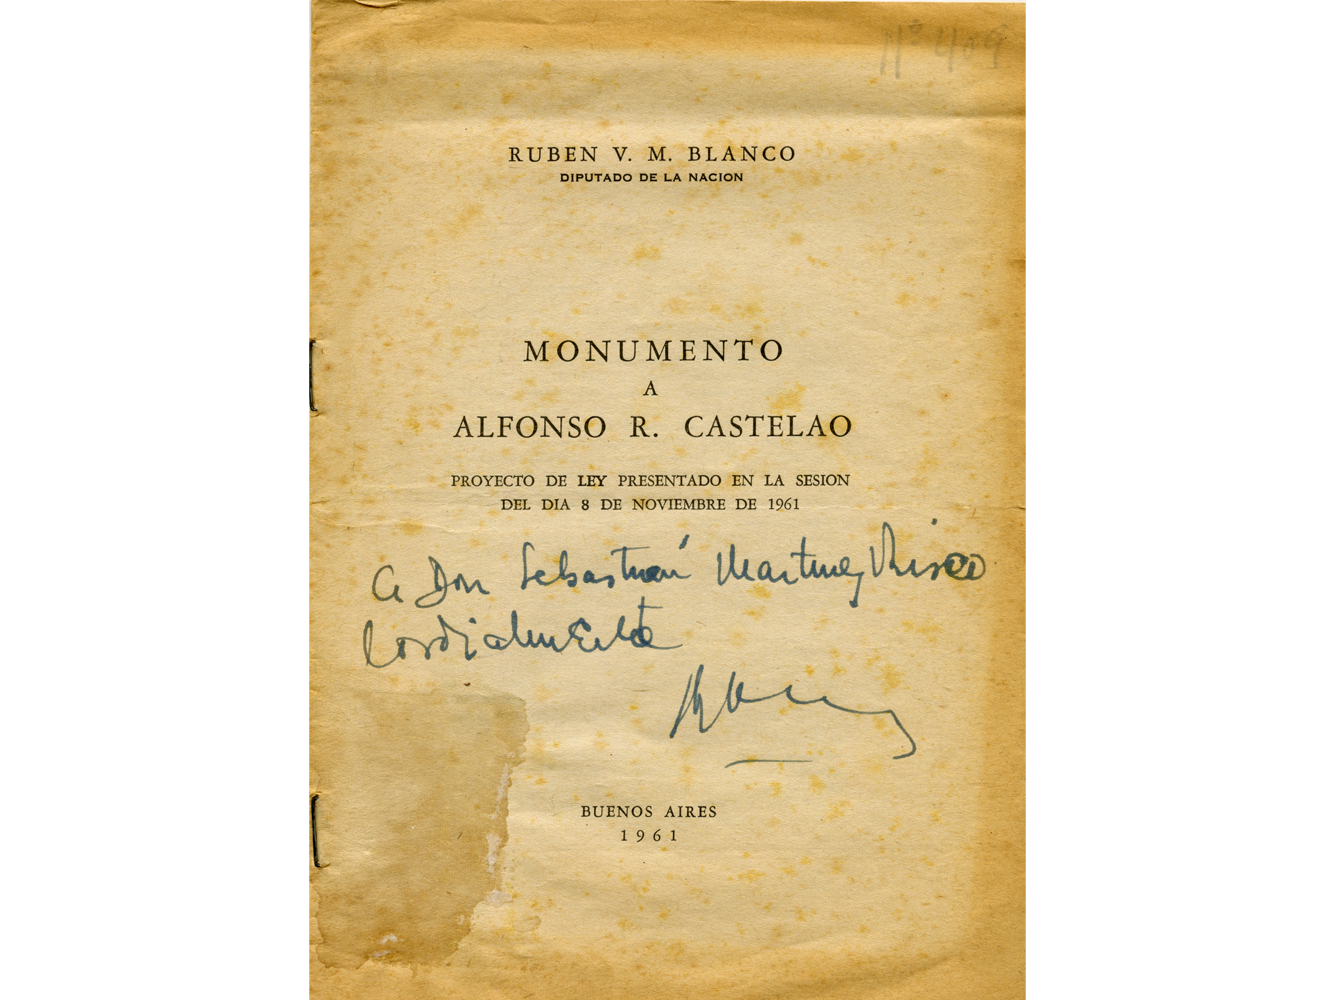 Nº 409
RUBEN V. M. BLANCO
DIPUTADO DE LA NACION
MONUMENTO
A
ALFONSO R. CASTELAO
PROYECTO DE LEY PRESENTADO EN LA SESION
DEL DIA 8 DE NOVIEMBRE DE 1961
A Don Sebastián Martinez Risco
Cordialmente
BUENOS AIRES
1961